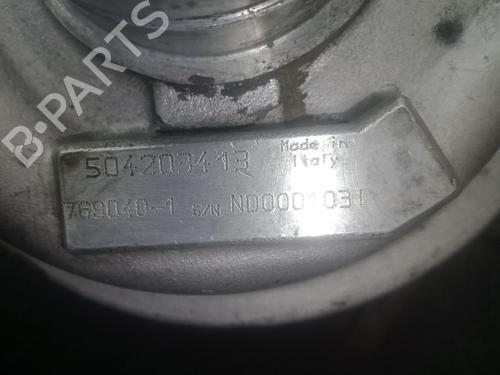 B-PARTS
504203413 Made in Italy
769040-1 S/N N00001031